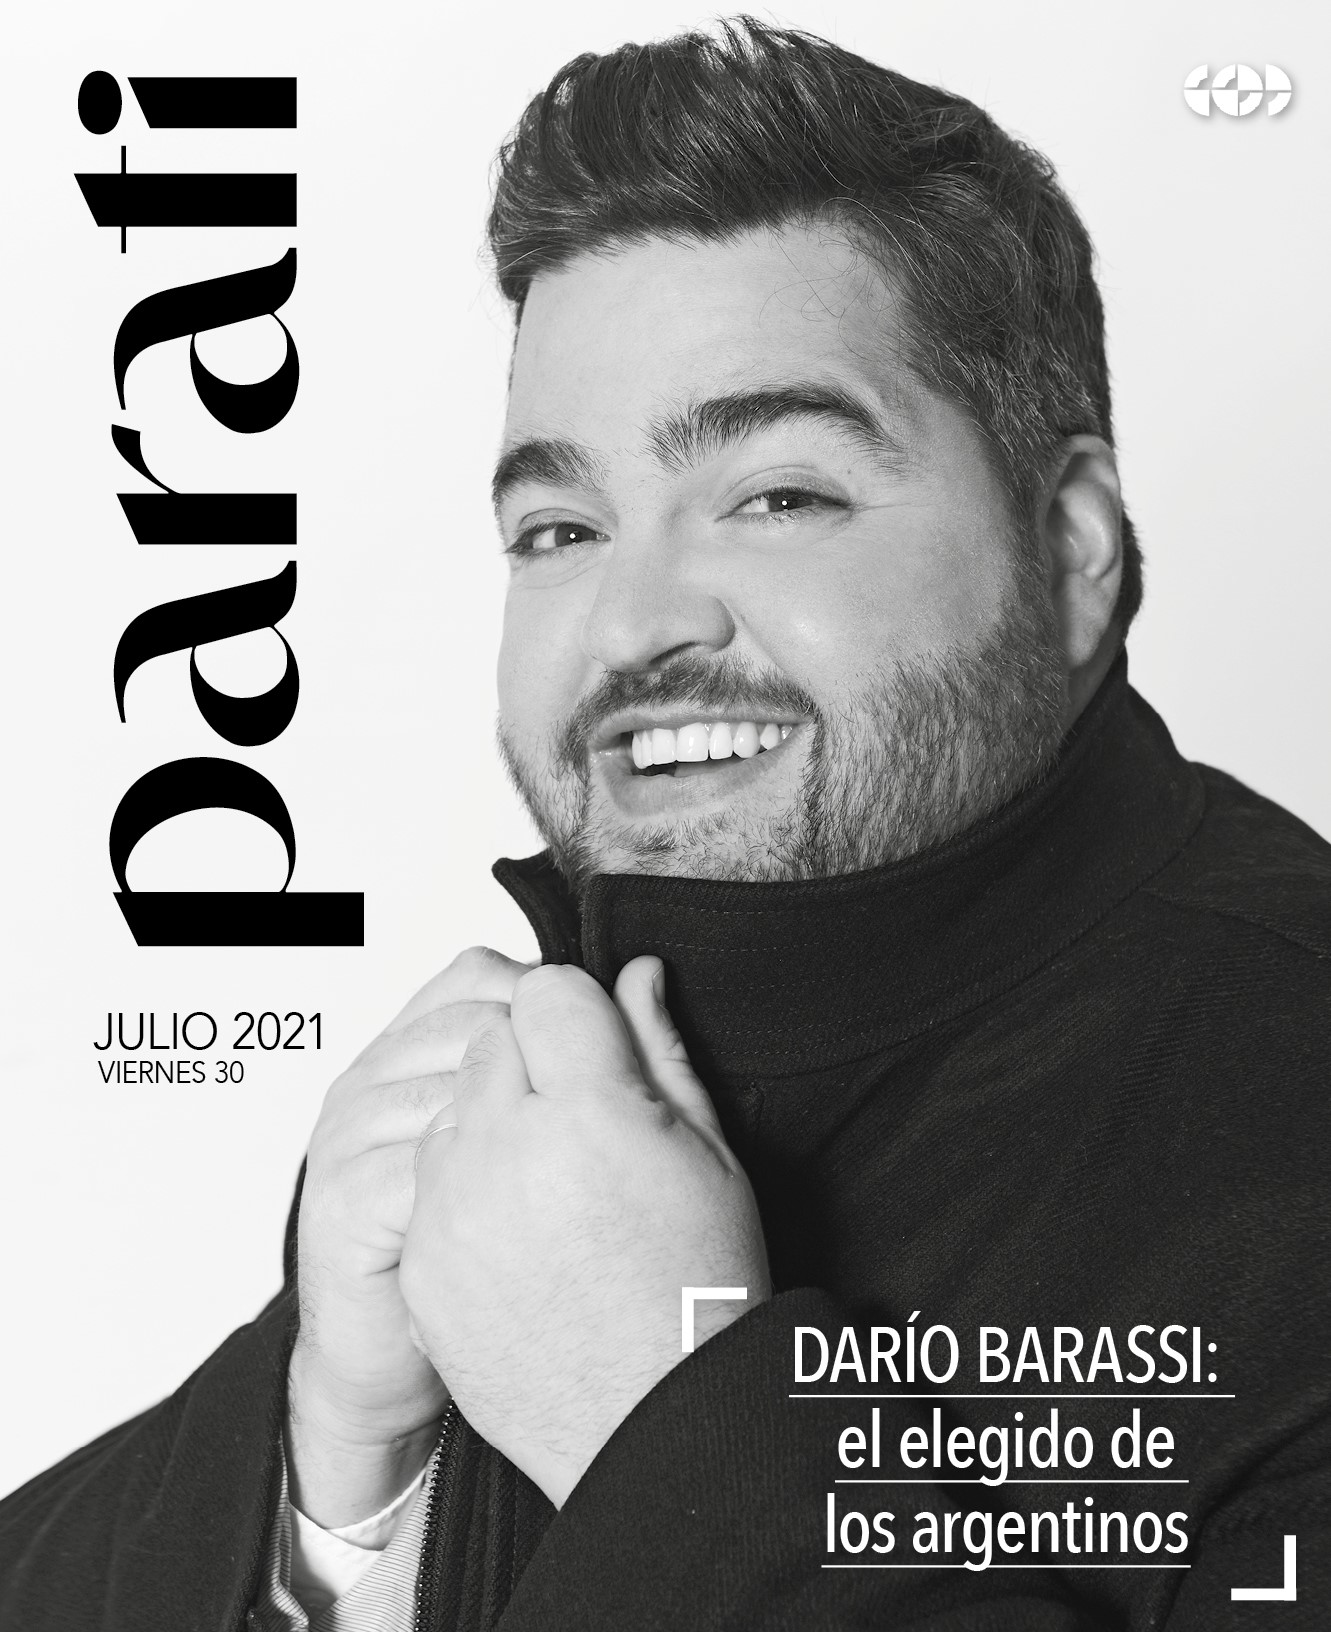 parati
JULIO 2021
VIERNES 30
DARÍO BARASSI:
el elegido de
los argentinos